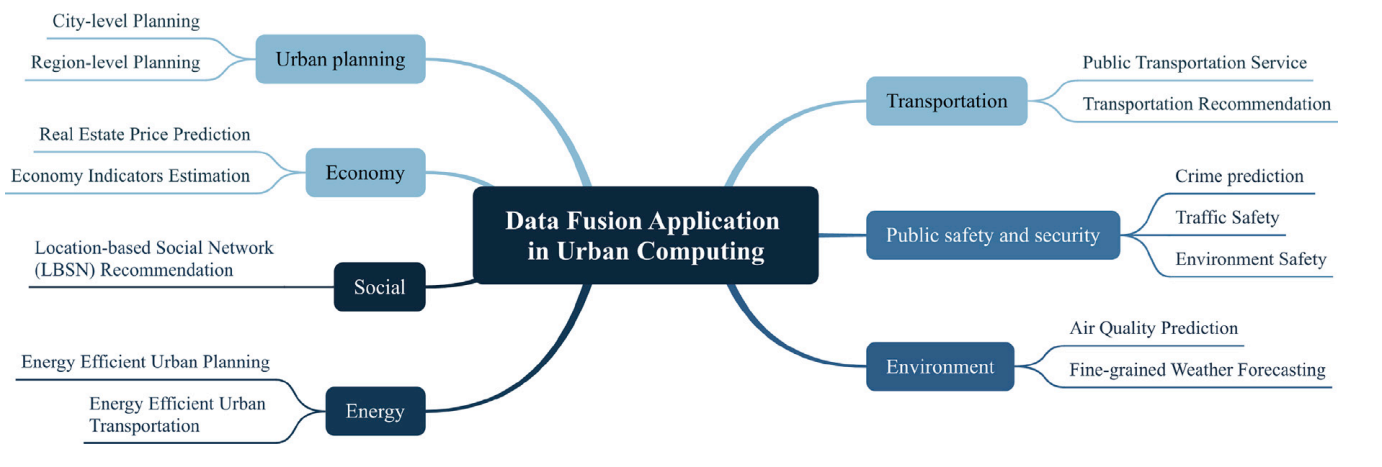 City-level Planning
Region-level Planning
Urban planning
Real Estate Price Prediction
Economy Indicators Estimation
Economy
Location-based Social Network
(LBSN) Recommendation
Social
Energy Efficient Urban Planning
Energy Efficient Urban
Transportation
Energy
Data Fusion Application
in Urban Computing
Transportation
Public Transportation Service
Transportation Recommendation
Public safety and security
Crime prediction
Traffic Safety
Environment Safety
Environment
Air Quality Prediction
Fine-grained Weather Forecasting